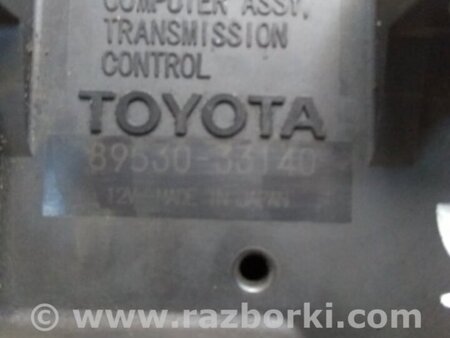 COMPUTER ASSY,
TRANSMISSION
CONTROL
TOYOTA
89530-33140
12V MADE IN JAPAN
© www.razborki.com